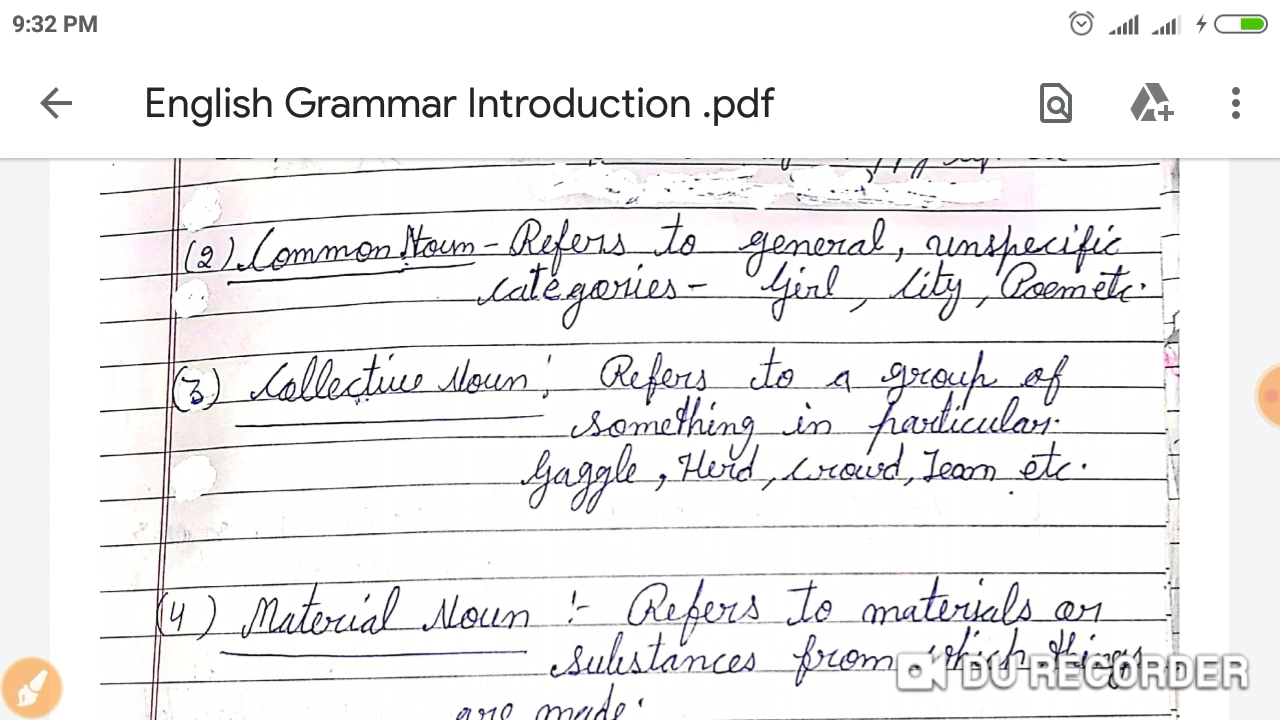 9:32 PM
English Grammar Introduction .pdf
(2) Common Noun - Refers to general, unspecific
categories - Girl, City, Poem etc.
(3) Collective Noun : Refers to a group of
something in particular.
Gaggle, Herd, Crowd, Team etc.
(4) Material Noun :- Refers to materials or
substances from which things
are made.
DU RECORDER